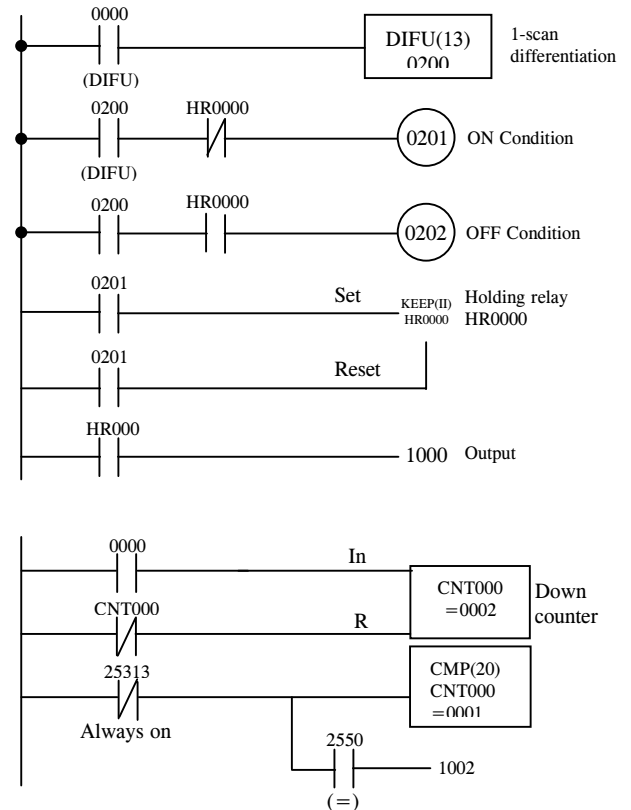 0000
DIFU(13)
0200
1-scan
differentiation
(DIFU)
0200
HR0000
0201
ON Condition
(DIFU)
0200
HR0000
0202
OFF Condition
0201
Set
KEEP(II)
HR0000
Holding relay
HR0000
0201
Reset
HR000
1000
Output
0000
In
CNT000
=0002
Down
counter
CNT000
R
25313
Always on
CMP(20)
CNT000
=0001
2550
1002
(=)